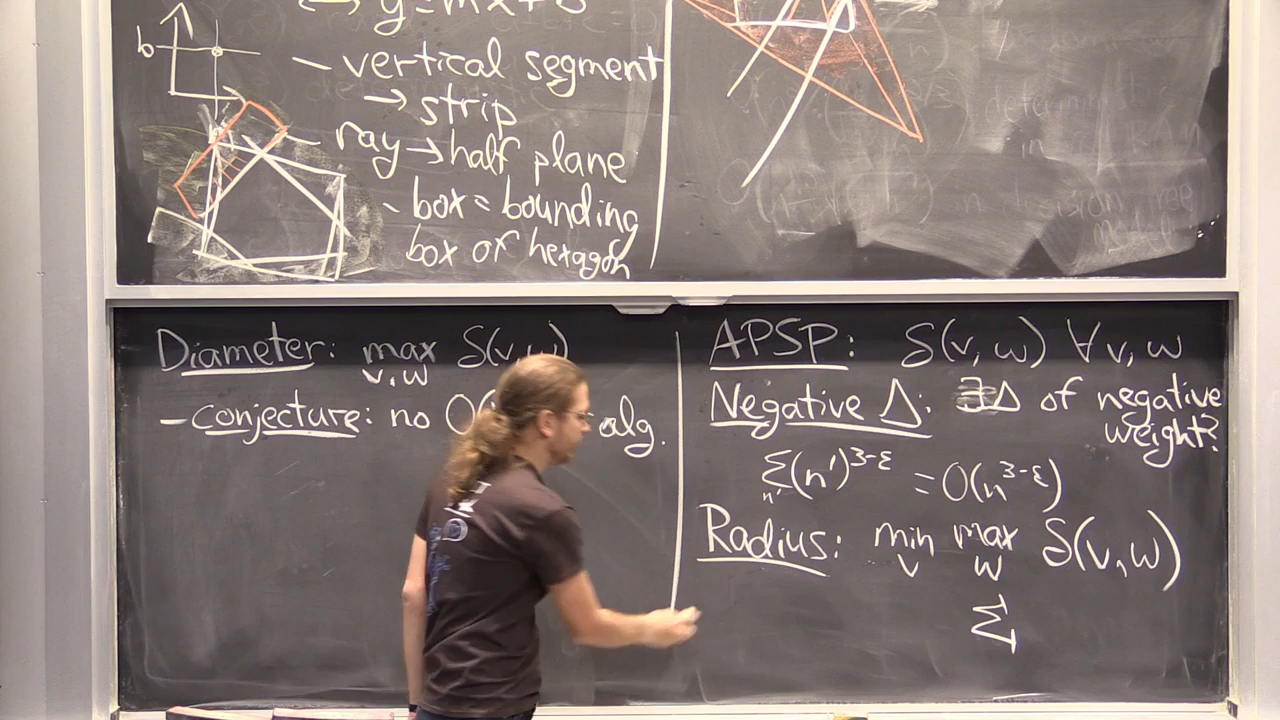 → y=mx+b
b
– vertical segment
→ strip
– ray → half plane
- box = bounding
box or hexagon
Diameter: max δ(v,w)
v,w
– conjecture: no O( alg.
APSP: δ(v,w) ∀ v,w
Negative Δ: ∃Δ of negative
weight?
Σ(n')^{3-ε} = O(n^{3-ε})
n'
Radius: min max δ(v,w)
v w
Σ